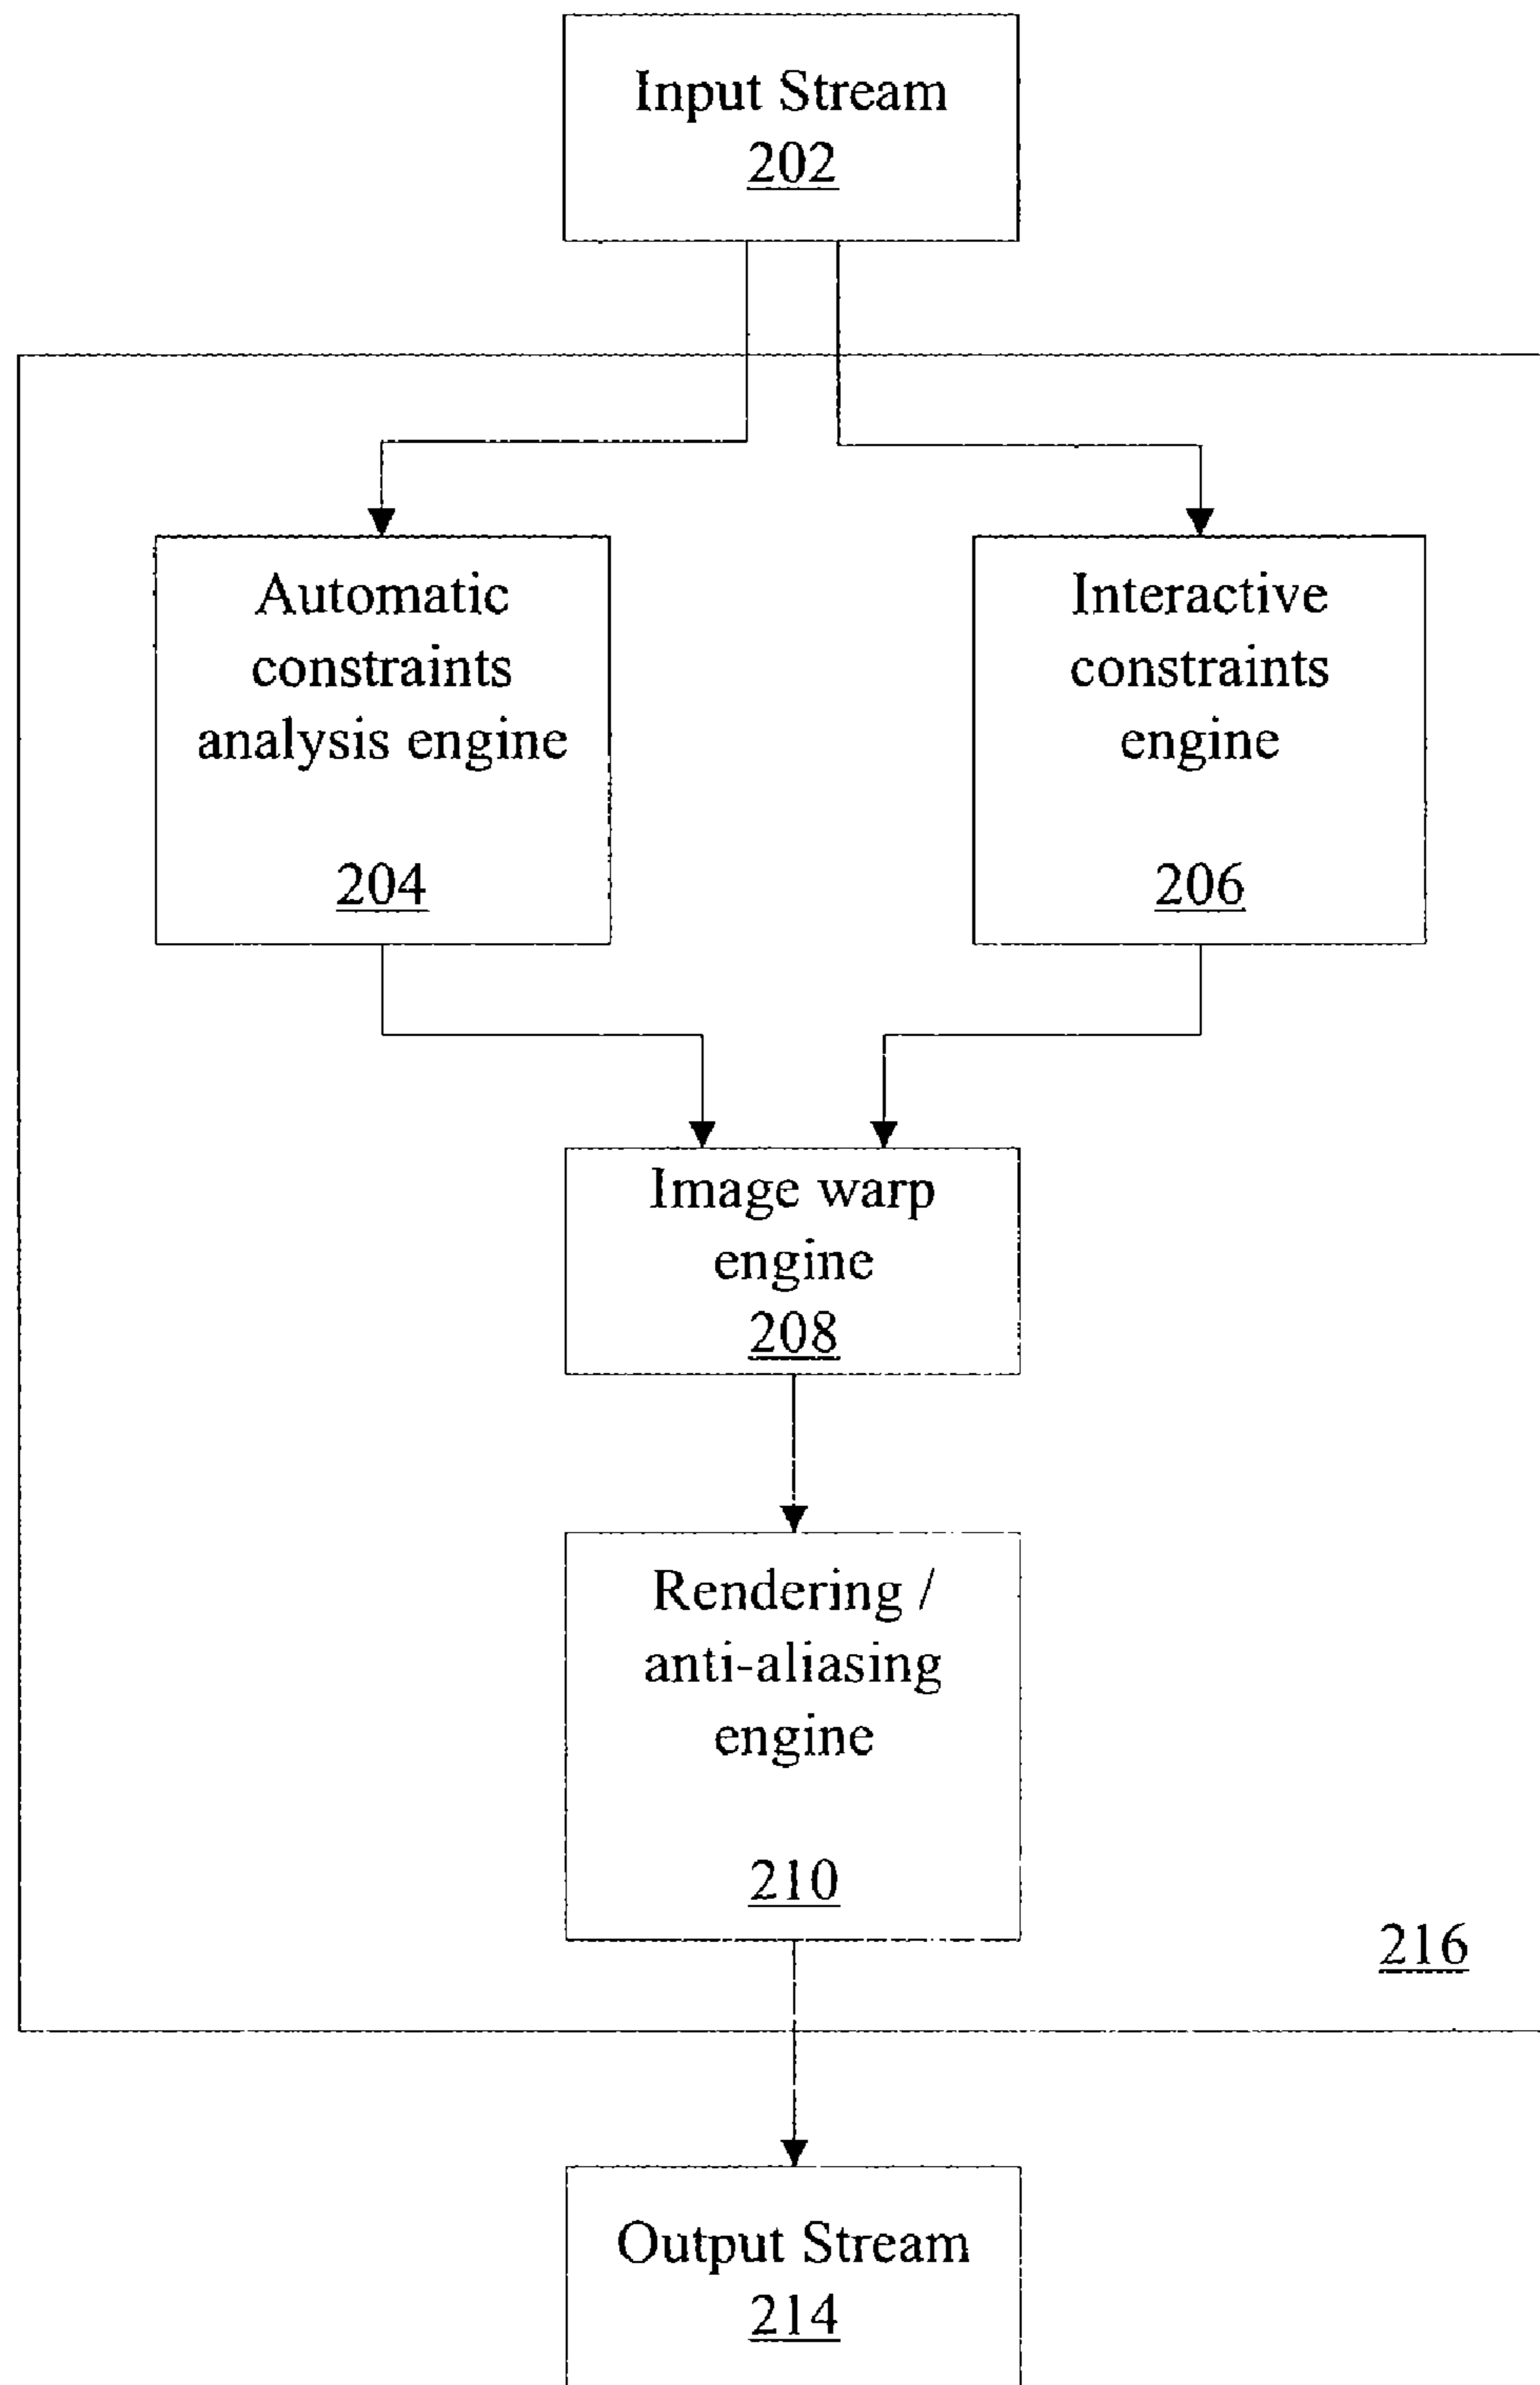 Input Stream
202
Automatic
constraints
analysis engine
204
Interactive
constraints
engine
206
Image warp
engine
208
Rendering /
anti-aliasing
engine
210
216
Output Stream
214